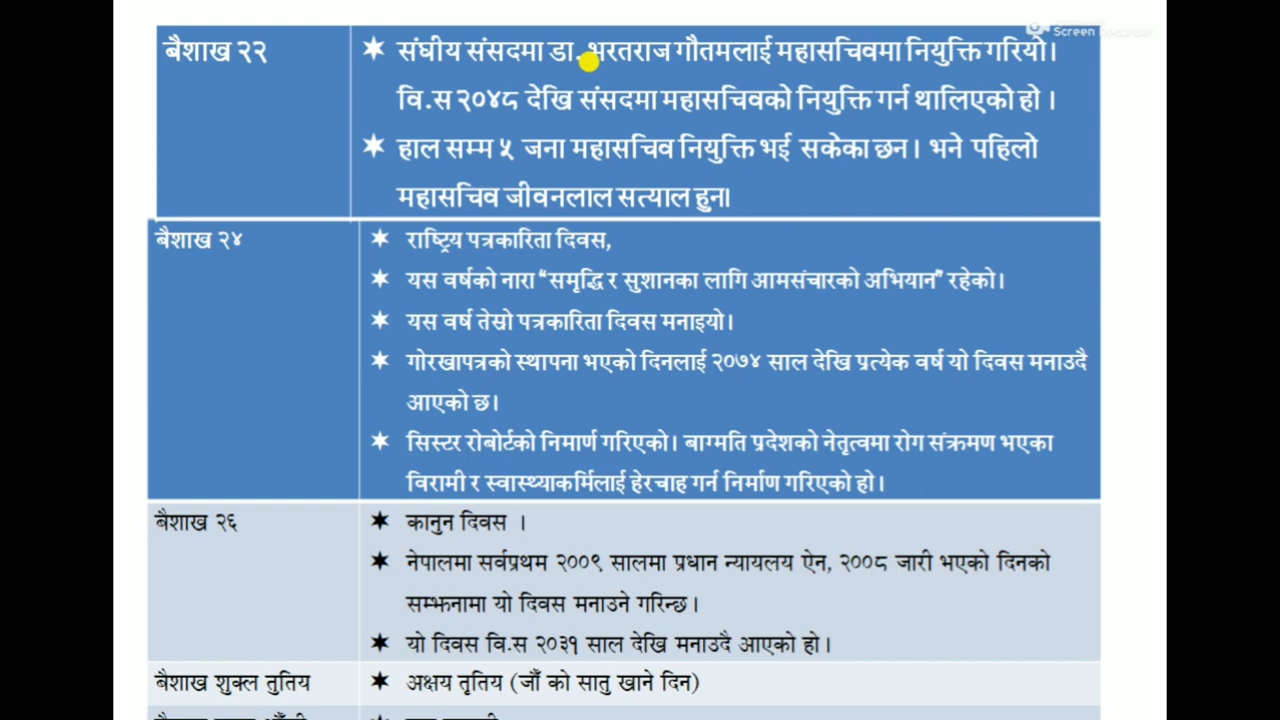 Screen
बैशाख २२
✶ संघीय संसदमा डा. भरतराज गौतमलाई महासचिवमा नियुक्ति गरियो।
वि.स २०४८ देखि संसदमा महासचिवको नियुक्ति गर्न थालिएको हो ।
✶ हाल सम्म ५ जना महासचिव नियुक्ति भई सकेका छन। भने पहिलो
महासचिव जीवनलाल सत्याल हुन।
बैशाख २४
✶ राष्ट्रिय पत्रकारिता दिवस,
✶ यस वर्षको नारा “समृद्धि र सुशानका लागि आमसंचारको अभियान” रहेको।
✶ यस वर्ष तेस्रो पत्रकारिता दिवस मनाइयो।
✶ गोरखापत्रको स्थापना भएको दिनलाई २०७४ साल देखि प्रत्येक वर्ष यो दिवस मनाउदै
आएको छ।
✶ सिस्टर रोबोर्टको निमार्ण गरिएको। बाग्मति प्रदेशको नेतृत्वमा रोग संक्रमण भएका
विरामी र स्वास्थ्याकर्मिलाई हेरचाह गर्न निर्माण गरिएको हो।
बैशाख २६
✶ कानुन दिवस ।
✶ नेपालमा सर्वप्रथम २००९ सालमा प्रधान न्यायलय ऐन, २००८ जारी भएको दिनको
सम्झनामा यो दिवस मनाउने गरिन्छ।
✶ यो दिवस वि.स २०३१ साल देखि मनाउदै आएको हो।
बैशाख शुक्ल तुतिय
✶ अक्षय तृतिय (जौँ को सातु खाने दिन)